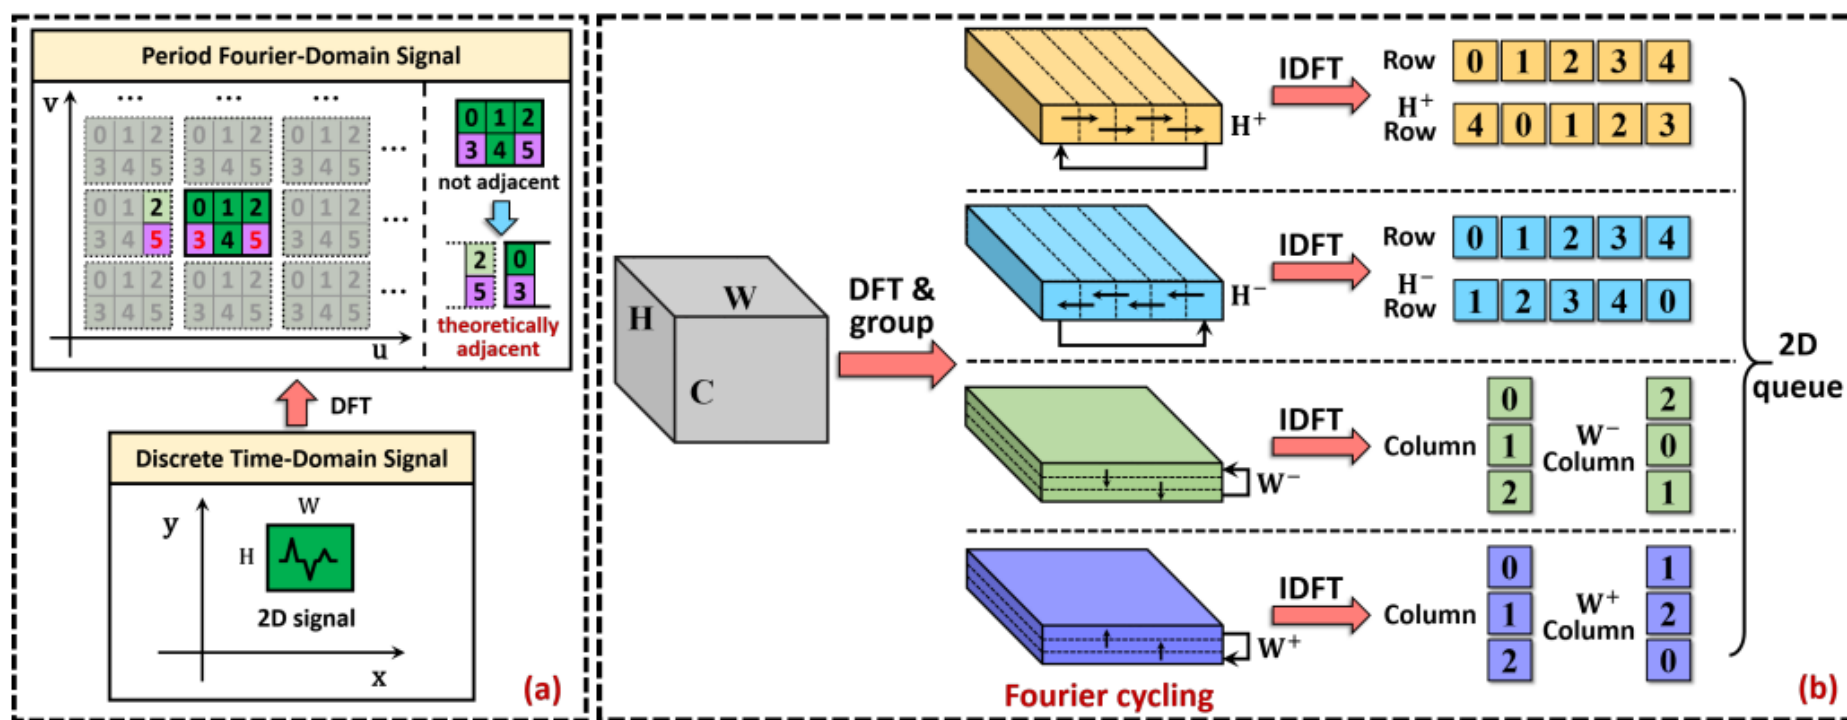 Period Fourier-Domain Signal
v
... ... ...
0 1 2 0 1 2 0 1 2
3 4 5 3 4 5 3 4 5 ...
0 1 2 0 1 2 0 1 2
3 4 5 3 4 5 3 4 5 ...
0 1 2 0 1 2 0 1 2
3 4 5 3 4 5 3 4 5 ...
u
0 1 2
3 4 5
not adjacent
2 0
5 3
theoretically
adjacent
DFT
Discrete Time-Domain Signal
y
W
H
2D signal
x
(a)
H
W
C
DFT &
group
H+
IDFT
Row
0 1 2 3 4
H+
Row
4 0 1 2 3
H−
IDFT
Row
0 1 2 3 4
H−
Row
1 2 3 4 0
W−
IDFT
Column
0
1
2
W−
Column
2
0
1
W+
IDFT
Column
0
1
2
W+
Column
1
2
0
2D
queue
Fourier cycling
(b)